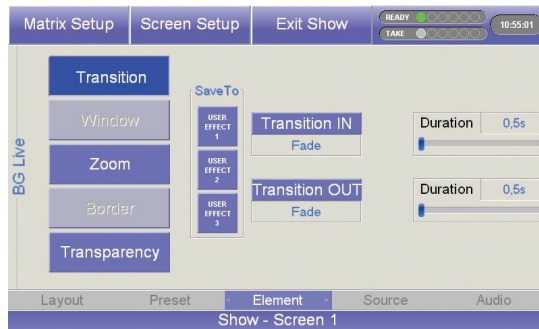 Matrix Setup
Screen Setup
Exit Show
READY
TAKE
10:55:01
BG Live
Transition
Window
Zoom
Border
Transparency
SaveTo
USER
EFFECT
1
USER
EFFECT
2
USER
EFFECT
3
Transition IN
Fade
Duration 0,5s
Transition OUT
Fade
Duration 0,5s
Layout Preset Element Source Audio
Show - Screen 1